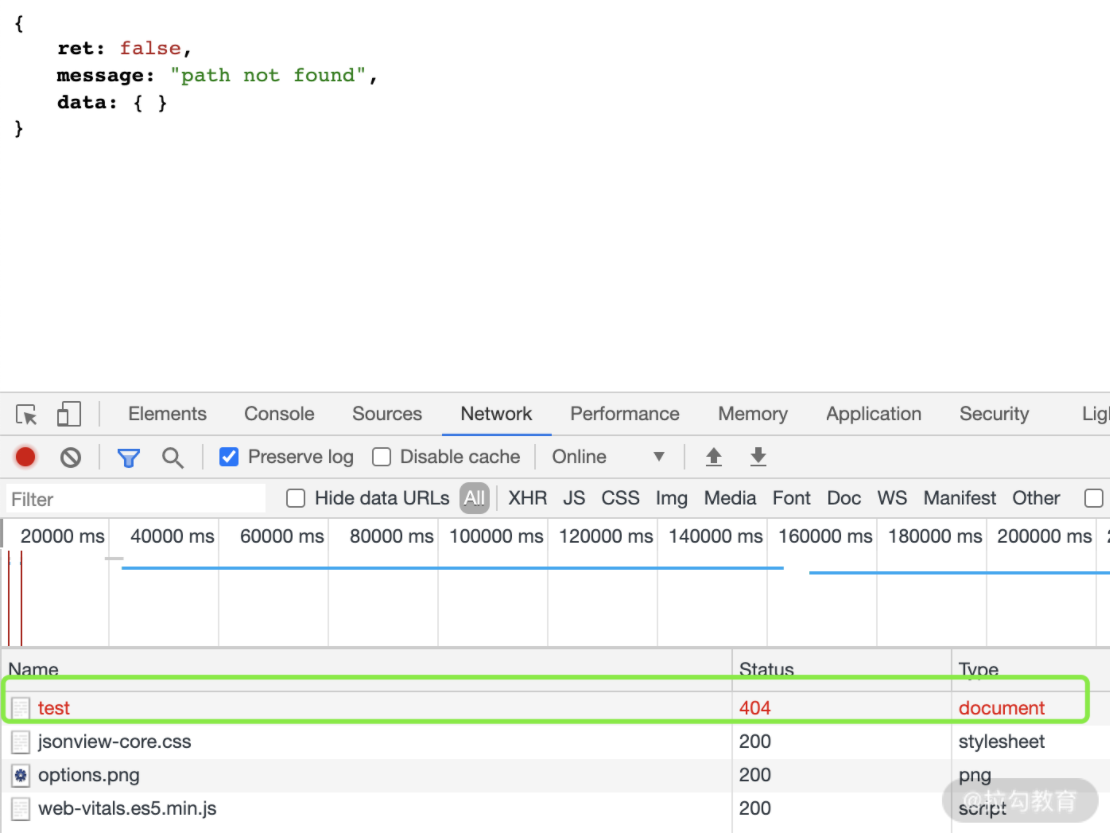 {
ret: false,
message: "path not found",
data: { }
}
Elements Console Sources Network Performance Memory Application Security Ligh
Preserve log Disable cache Online
Filter Hide data URLs All XHR JS CSS Img Media Font Doc WS Manifest Other
20000 ms 40000 ms 60000 ms 80000 ms 100000 ms 120000 ms 140000 ms 160000 ms 180000 ms 200000 ms 2
Name Status Type
test 404 document
jsonview-core.css 200 stylesheet
options.png 200 png
web-vitals.es5.min.js 200 script
@拉勾教育